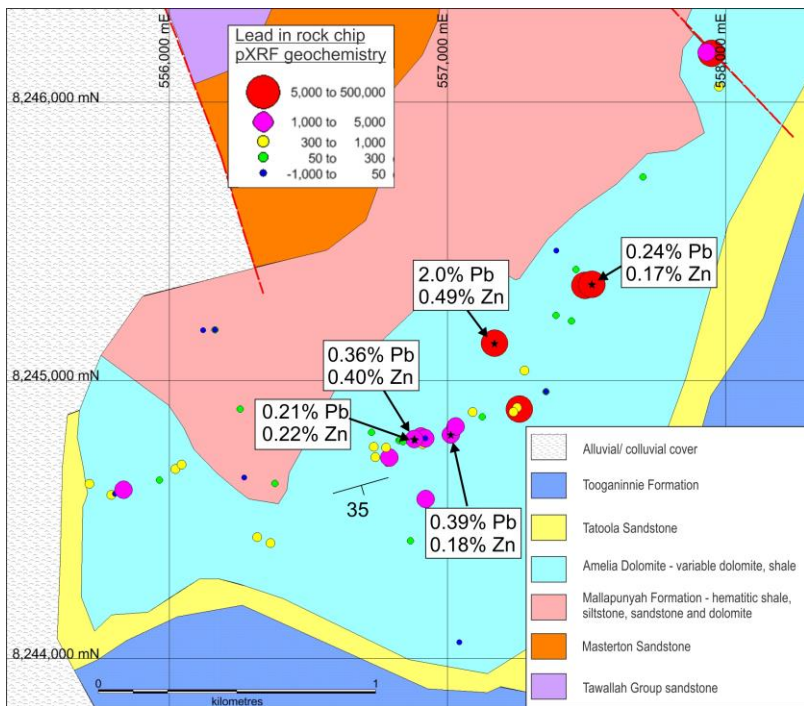 Lead in rock chip
pXRF geochemistry
5,000 to 500,000
1,000 to 5,000
300 to 1,000
50 to 300
-1,000 to 50
556,000 mE
557,000 mE
558,000 mE
8,246,000 mN
0.24% Pb
0.17% Zn
2.0% Pb
0.49% Zn
0.36% Pb
0.40% Zn
8,245,000 mN
0.21% Pb
0.22% Zn
35
0.39% Pb
0.18% Zn
8,244,000 mN
0
1
kilometres
Alluvial/ colluvial cover
Tooganinnie Formation
Tatoola Sandstone
Amelia Dolomite - variable dolomite, shale
Mallapunyah Formation - hematitic shale,
siltstone, sandstone and dolomite
Masterton Sandstone
Tawallah Group sandstone